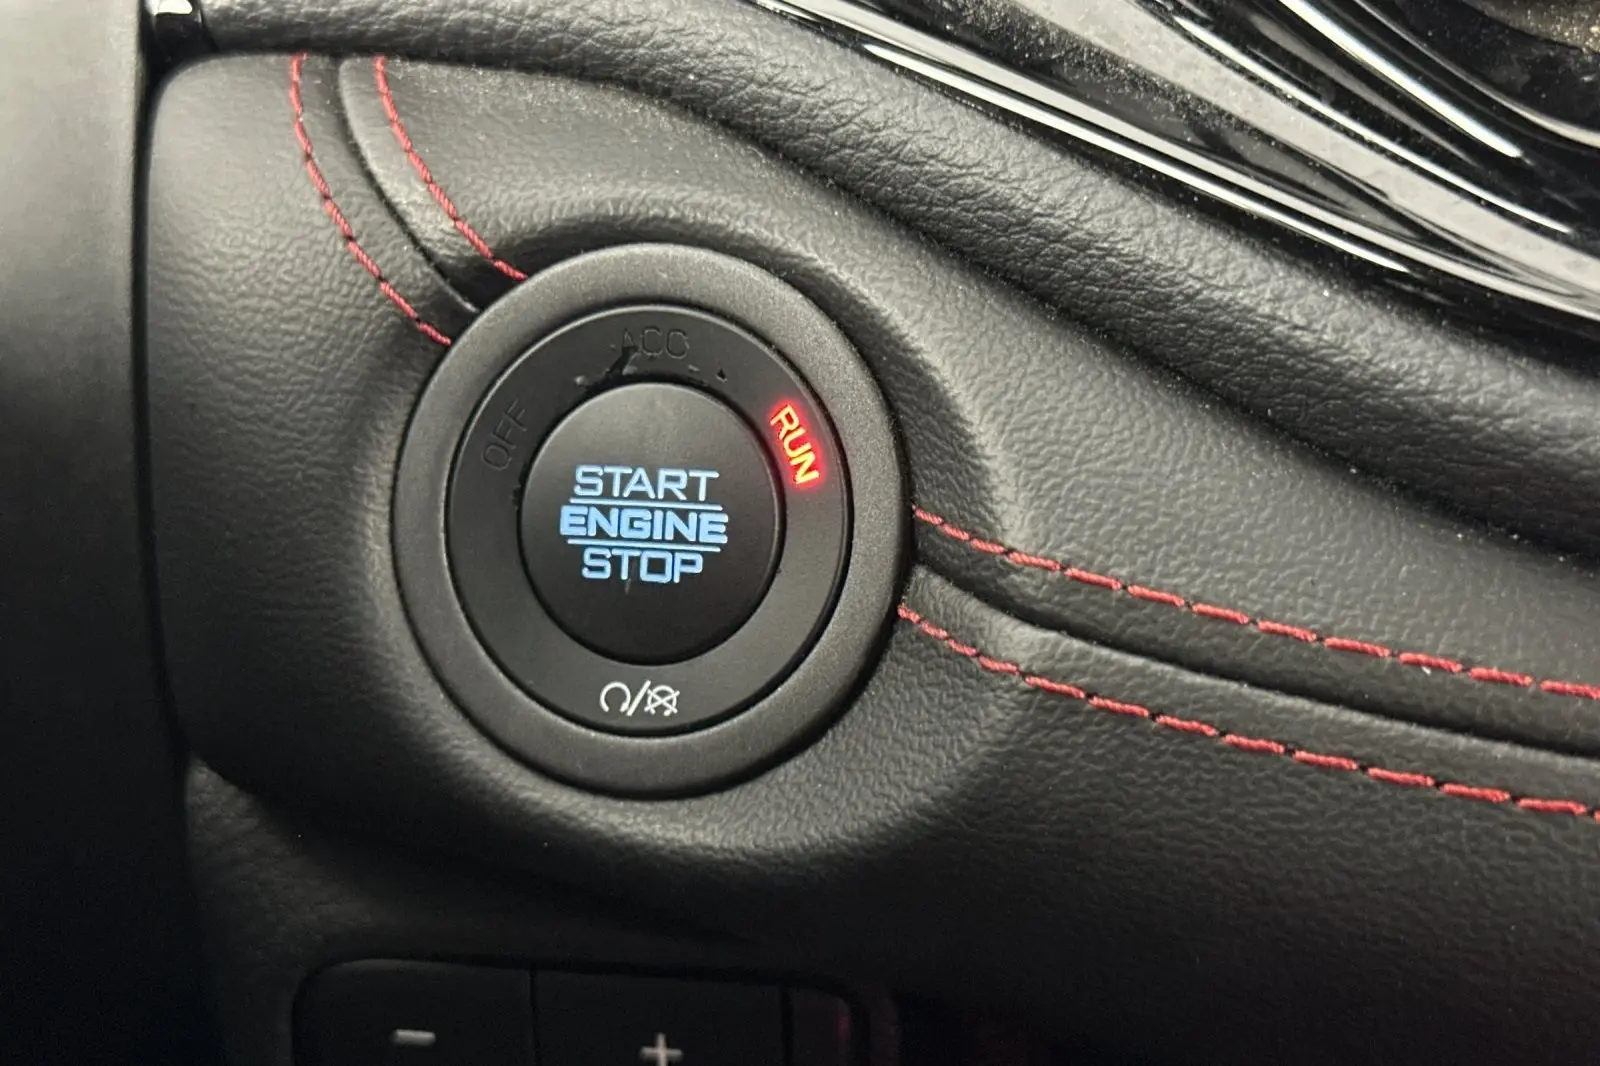 ACC
OFF
RUN
START
ENGINE
STOP
-
+